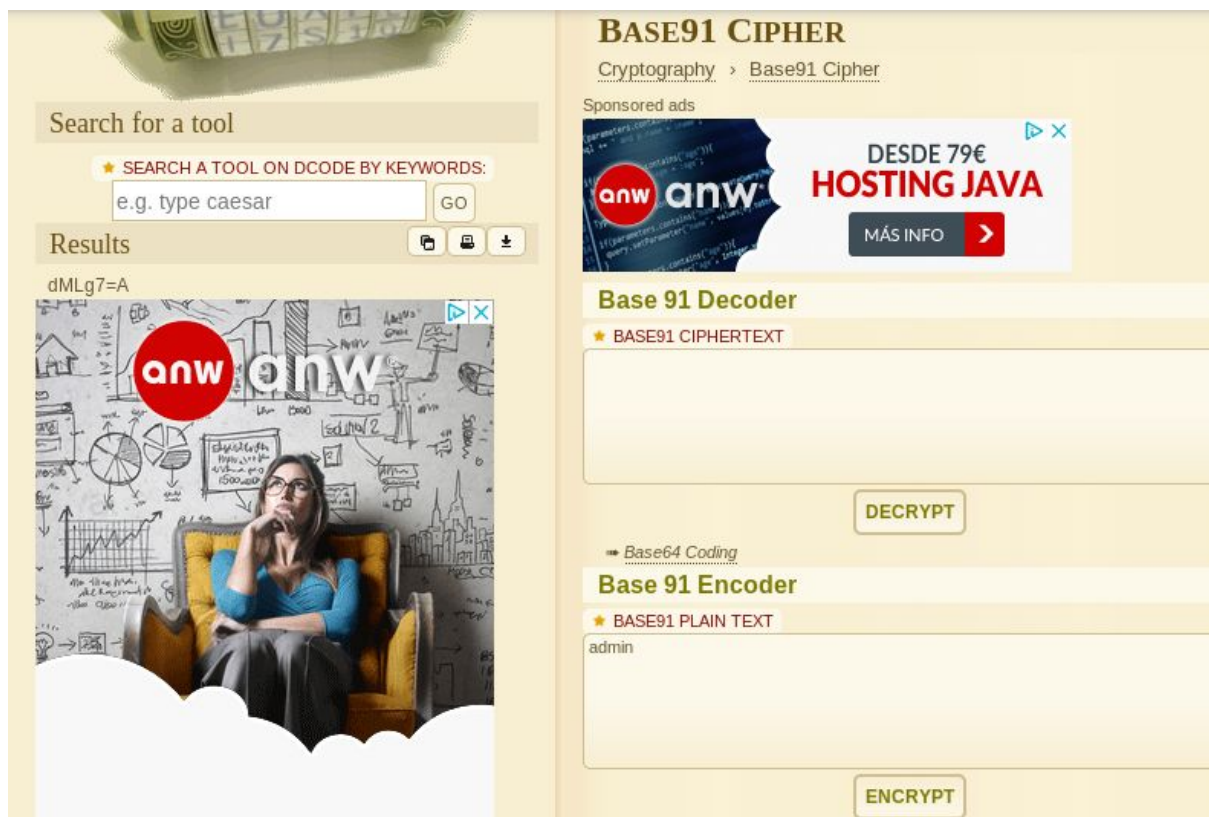 Search for a tool
★ SEARCH A TOOL ON DCODE BY KEYWORDS:
e.g. type caesar
GO
Results
dMLg7=A
anw anw
BASE91 CIPHER
Cryptography › Base91 Cipher
Sponsored ads
anw anw
DESDE 79€
HOSTING JAVA
MÁS INFO
Base 91 Decoder
★ BASE91 CIPHERTEXT
DECRYPT
➠ Base64 Coding
Base 91 Encoder
★ BASE91 PLAIN TEXT
admin
ENCRYPT